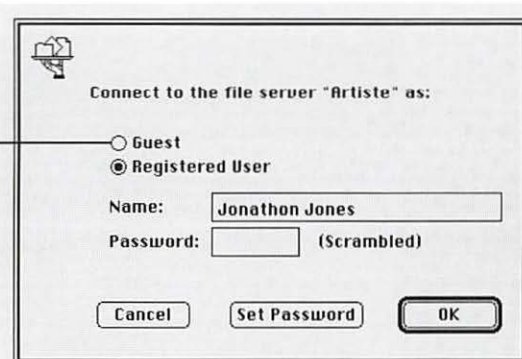 Connect to the file server "Artiste" as:
Guest
Registered User
Name: Jonathon Jones
Password: (Scrambled)
Cancel Set Password OK